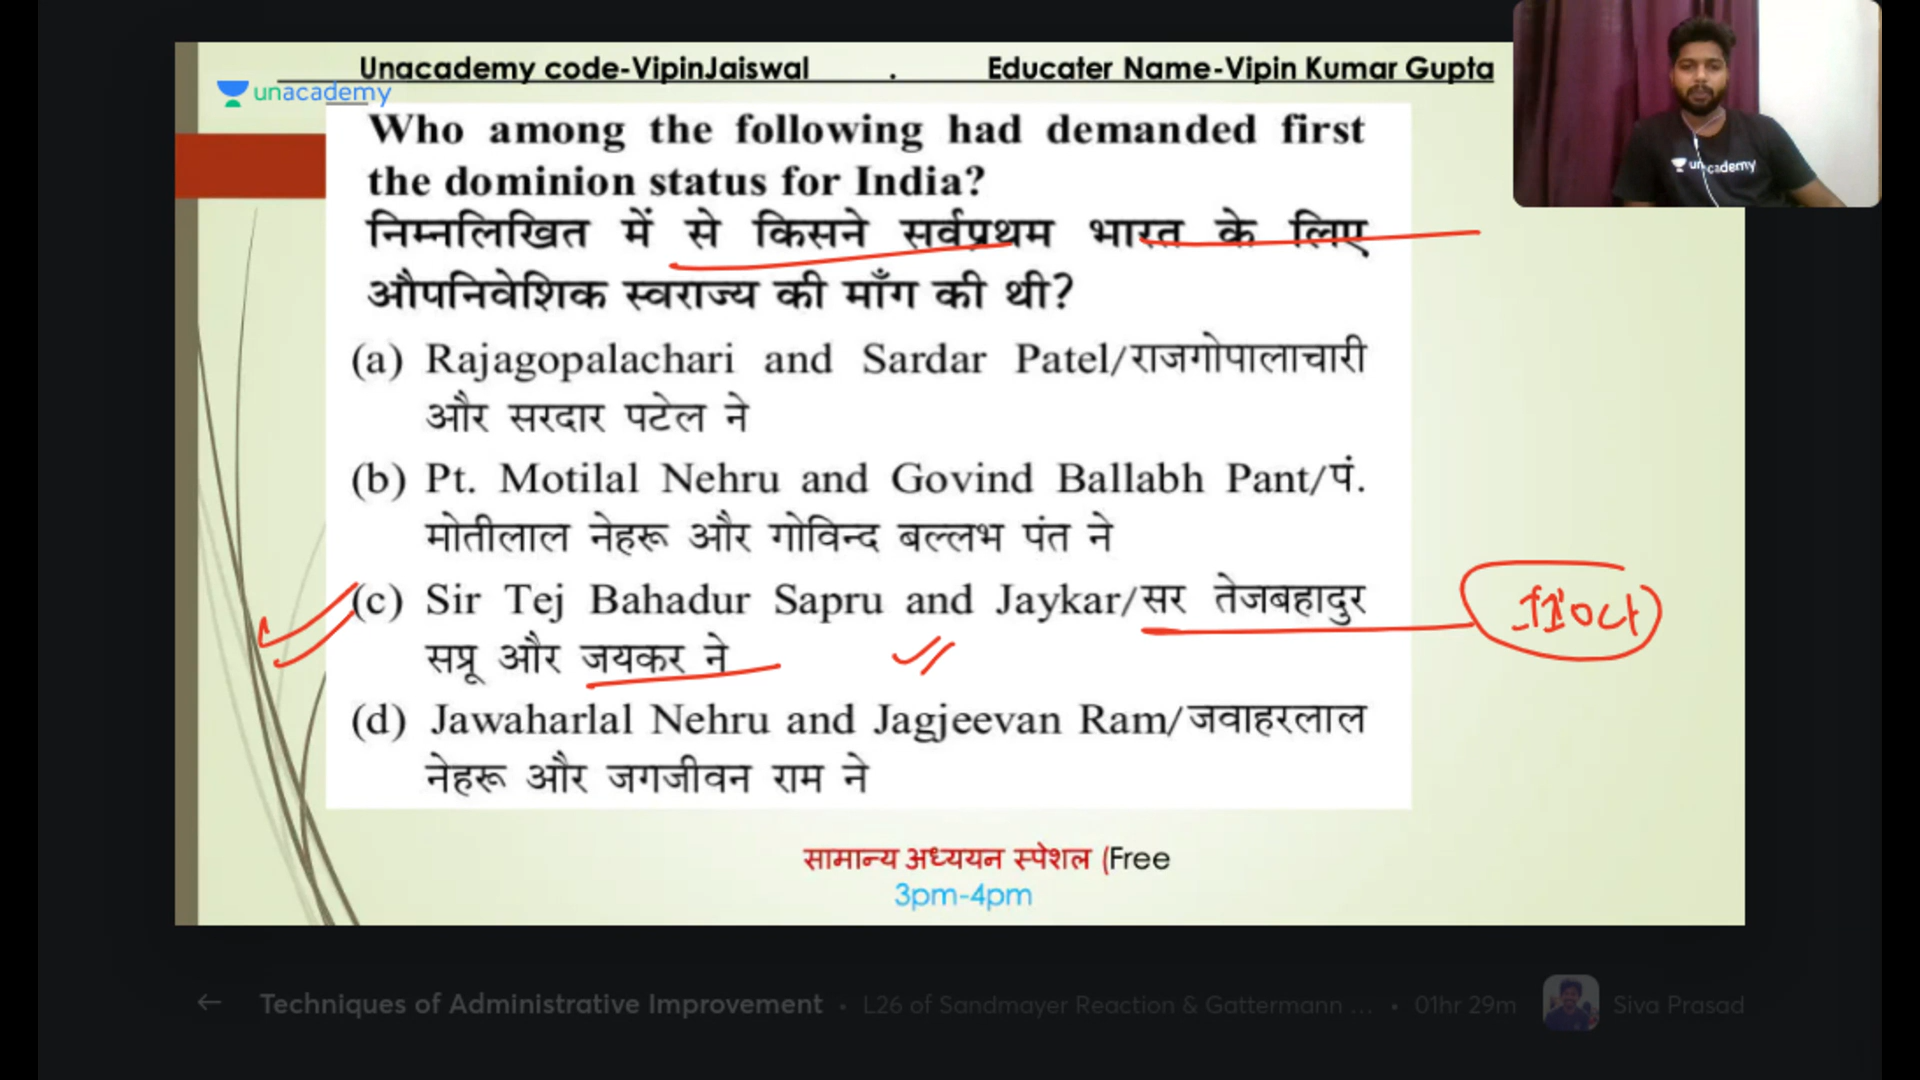 Unacademy code-VipinJaiswal . Educater Name-Vipin Kumar Gupta
unacademy
unacademy
Who among the following had demanded first
the dominion status for India?
निम्नलिखित में से किसने सर्वप्रथम भारत के लिए
औपनिवेशिक स्वराज्य की माँग की थी?
(a) Rajagopalachari and Sardar Patel/राजगोपालाचारी
और सरदार पटेल ने
(b) Pt. Motilal Nehru and Govind Ballabh Pant/पं.
मोतीलाल नेहरू और गोविन्द बल्लभ पंत ने
(c) Sir Tej Bahadur Sapru and Jaykar/सर तेजबहादुर
सप्रू और जयकर ने
(d) Jawaharlal Nehru and Jagjeevan Ram/जवाहरलाल
नेहरू और जगजीवन राम ने
सामान्य अध्ययन स्पेशल (Free
3pm-4pm
Techniques of Administrative Improvement • L26 of Sandmayer Reaction & Gattermann ... • 01hr 29m Siva Prasad